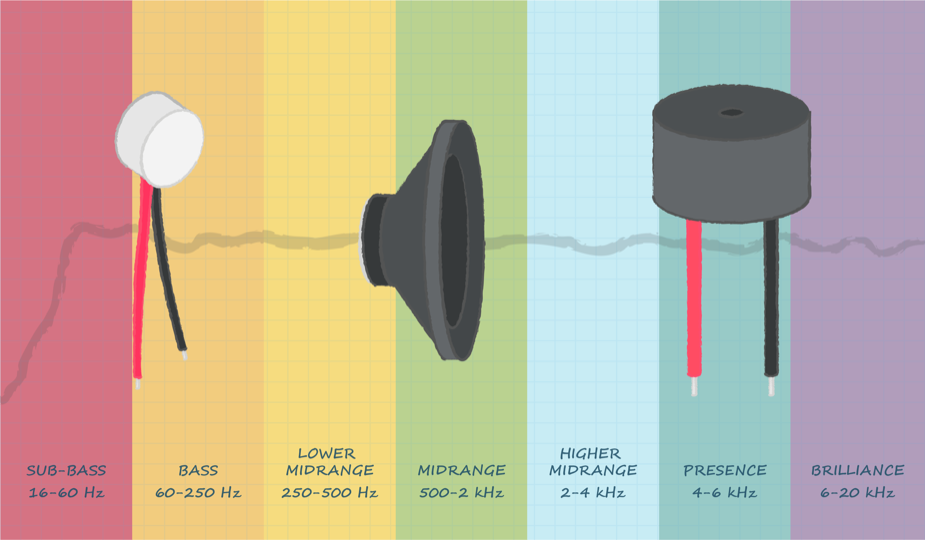 SUB-BASS
16-60 Hz
BASS
60-250 Hz
LOWER
MIDRANGE
250-500 Hz
MIDRANGE
500-2 kHz
HIGHER
MIDRANGE
2-4 kHz
PRESENCE
4-6 kHz
BRILLIANCE
6-20 kHz